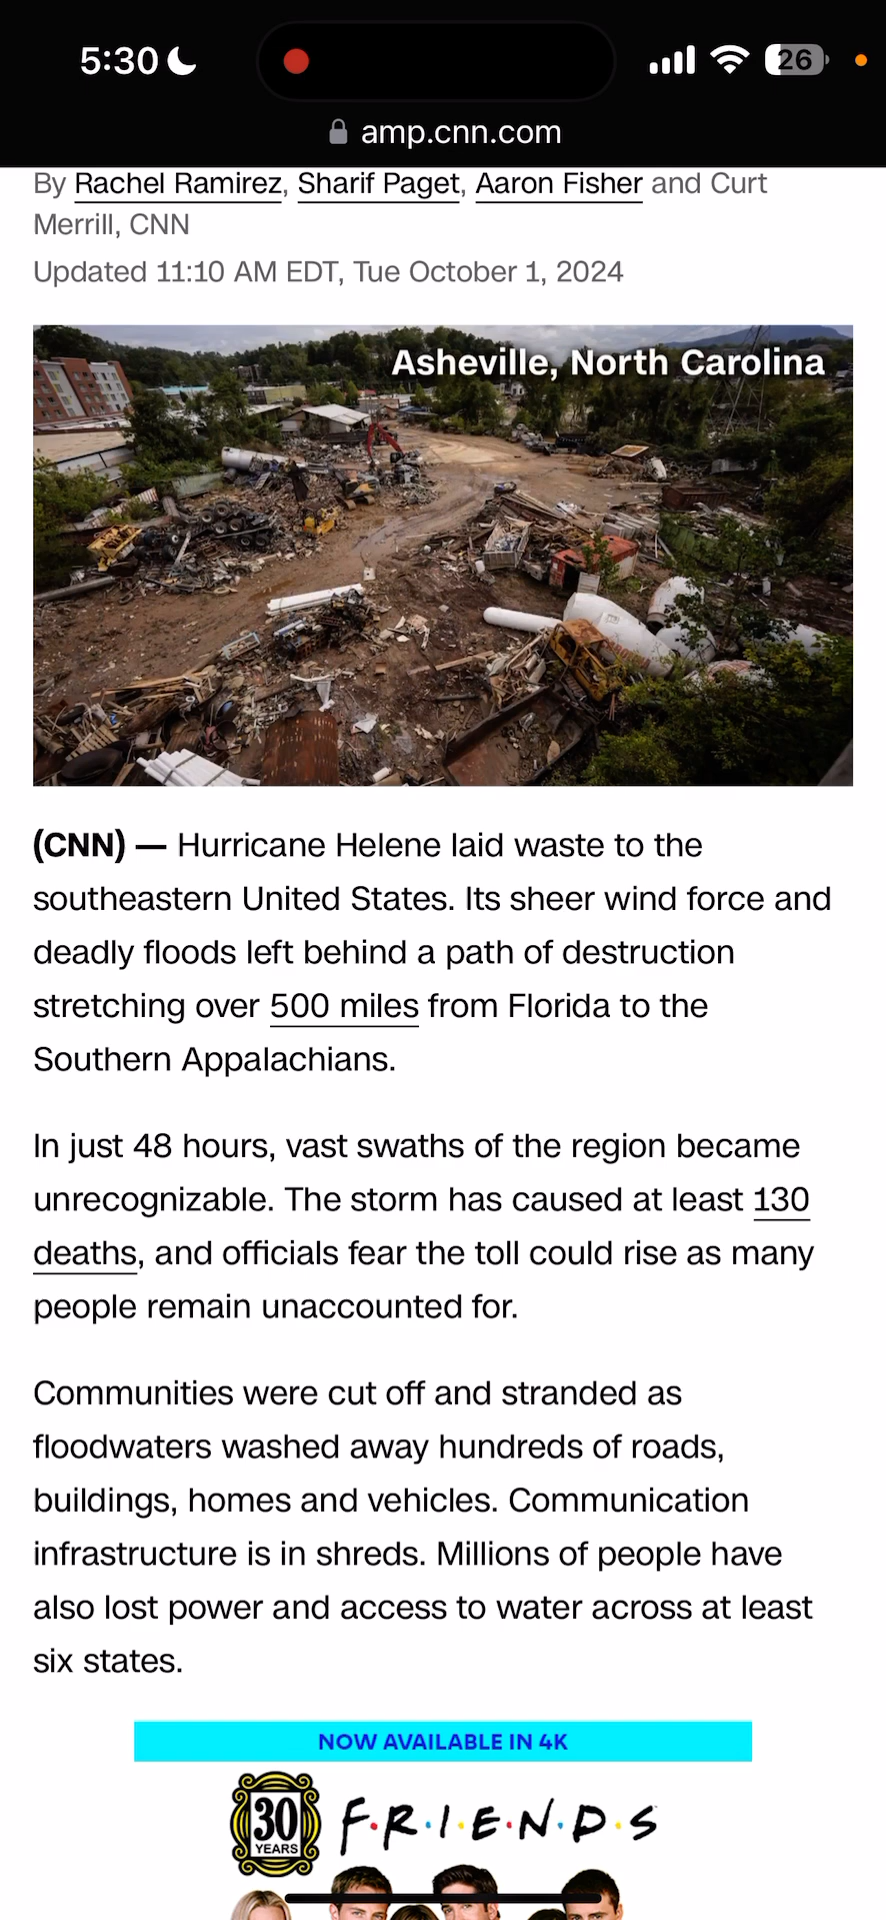 5:30
26
amp.cnn.com
By Rachel Ramirez, Sharif Paget, Aaron Fisher and Curt
Merrill, CNN
Updated 11:10 AM EDT, Tue October 1, 2024
Asheville, North Carolina
(CNN) — Hurricane Helene laid waste to the
southeastern United States. Its sheer wind force and
deadly floods left behind a path of destruction
stretching over 500 miles from Florida to the
Southern Appalachians.
In just 48 hours, vast swaths of the region became
unrecognizable. The storm has caused at least 130
deaths, and officials fear the toll could rise as many
people remain unaccounted for.
Communities were cut off and stranded as
floodwaters washed away hundreds of roads,
buildings, homes and vehicles. Communication
infrastructure is in shreds. Millions of people have
also lost power and access to water across at least
six states.
NOW AVAILABLE IN 4K
30
YEARS
F·R·I·E·N·D·S